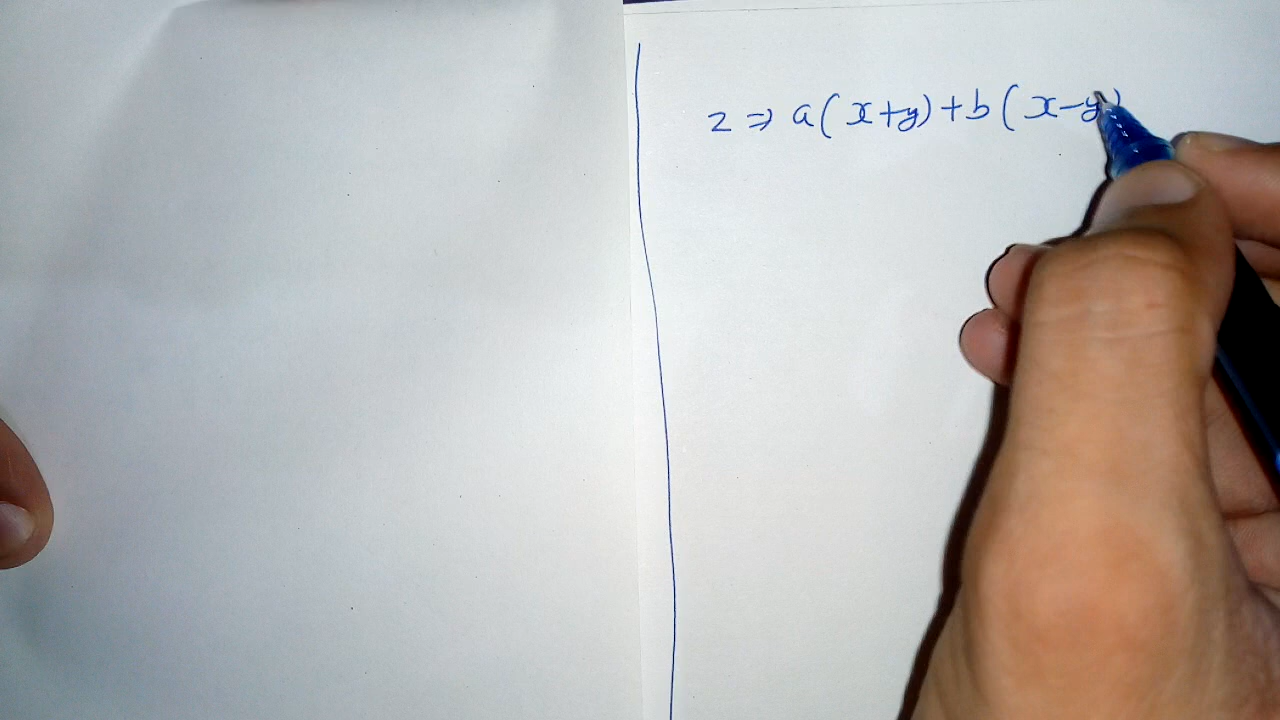 z ⇒ a(x+y)+b(x-y)